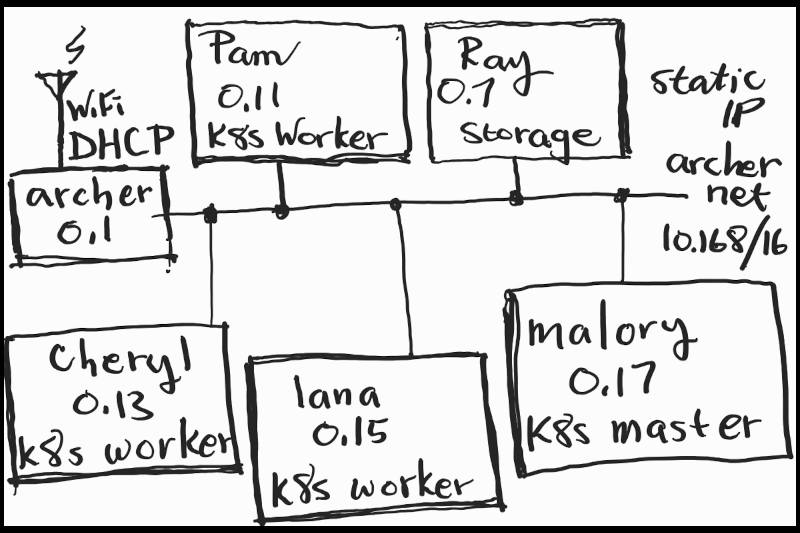 WiFi
DHCP
archer
0.1
Pam
0.11
K8s Worker
Ray
0.7
Storage
static
IP
archer
net
10.168/16
Cheryl
0.13
k8s worker
lana
0.15
K8s worker
malory
0.17
K8s master